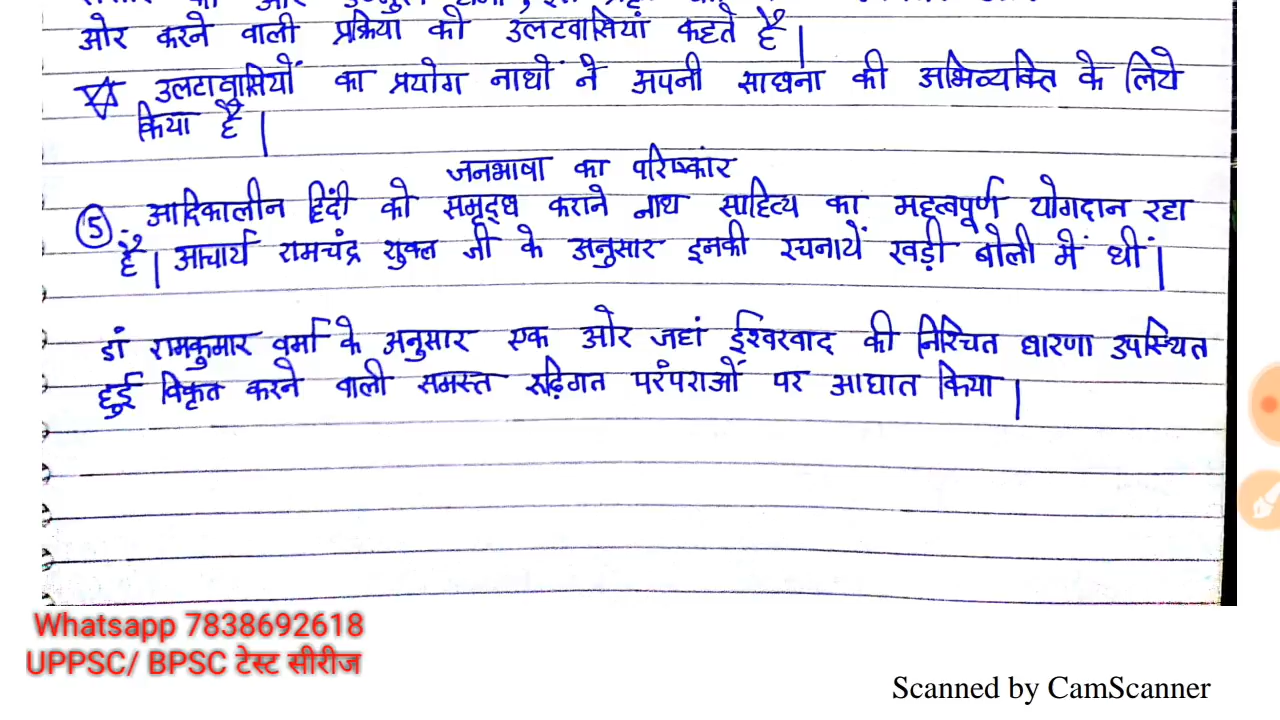 ओर करने वाली प्रक्रिया को उलटवासियां कहते हैं।
☆ उलटावासियों का प्रयोग नाथों ने अपनी साधना की अभिव्यक्ति के लिये
किया है।
जनभाषा का परिष्कार
⑤. आदिकालीन हिंदी को समृद्ध कराने नाथ साहित्य का महत्वपूर्ण योगदान रहा
है। आचार्य रामचंद्र शुक्ल जी के अनुसार इनकी रचनायें खड़ी बोली में थीं।
डॉ रामकुमार वर्मा के अनुसार एक ओर जहां ईश्वरवाद की निश्चित धारणा उपस्थित
हुई विकृत करने वाली समस्त रूढ़िगत परंपराओं पर आघात किया।
Whatsapp 7838692618
UPPSC/ BPSC टेस्ट सीरीज
Scanned by CamScanner